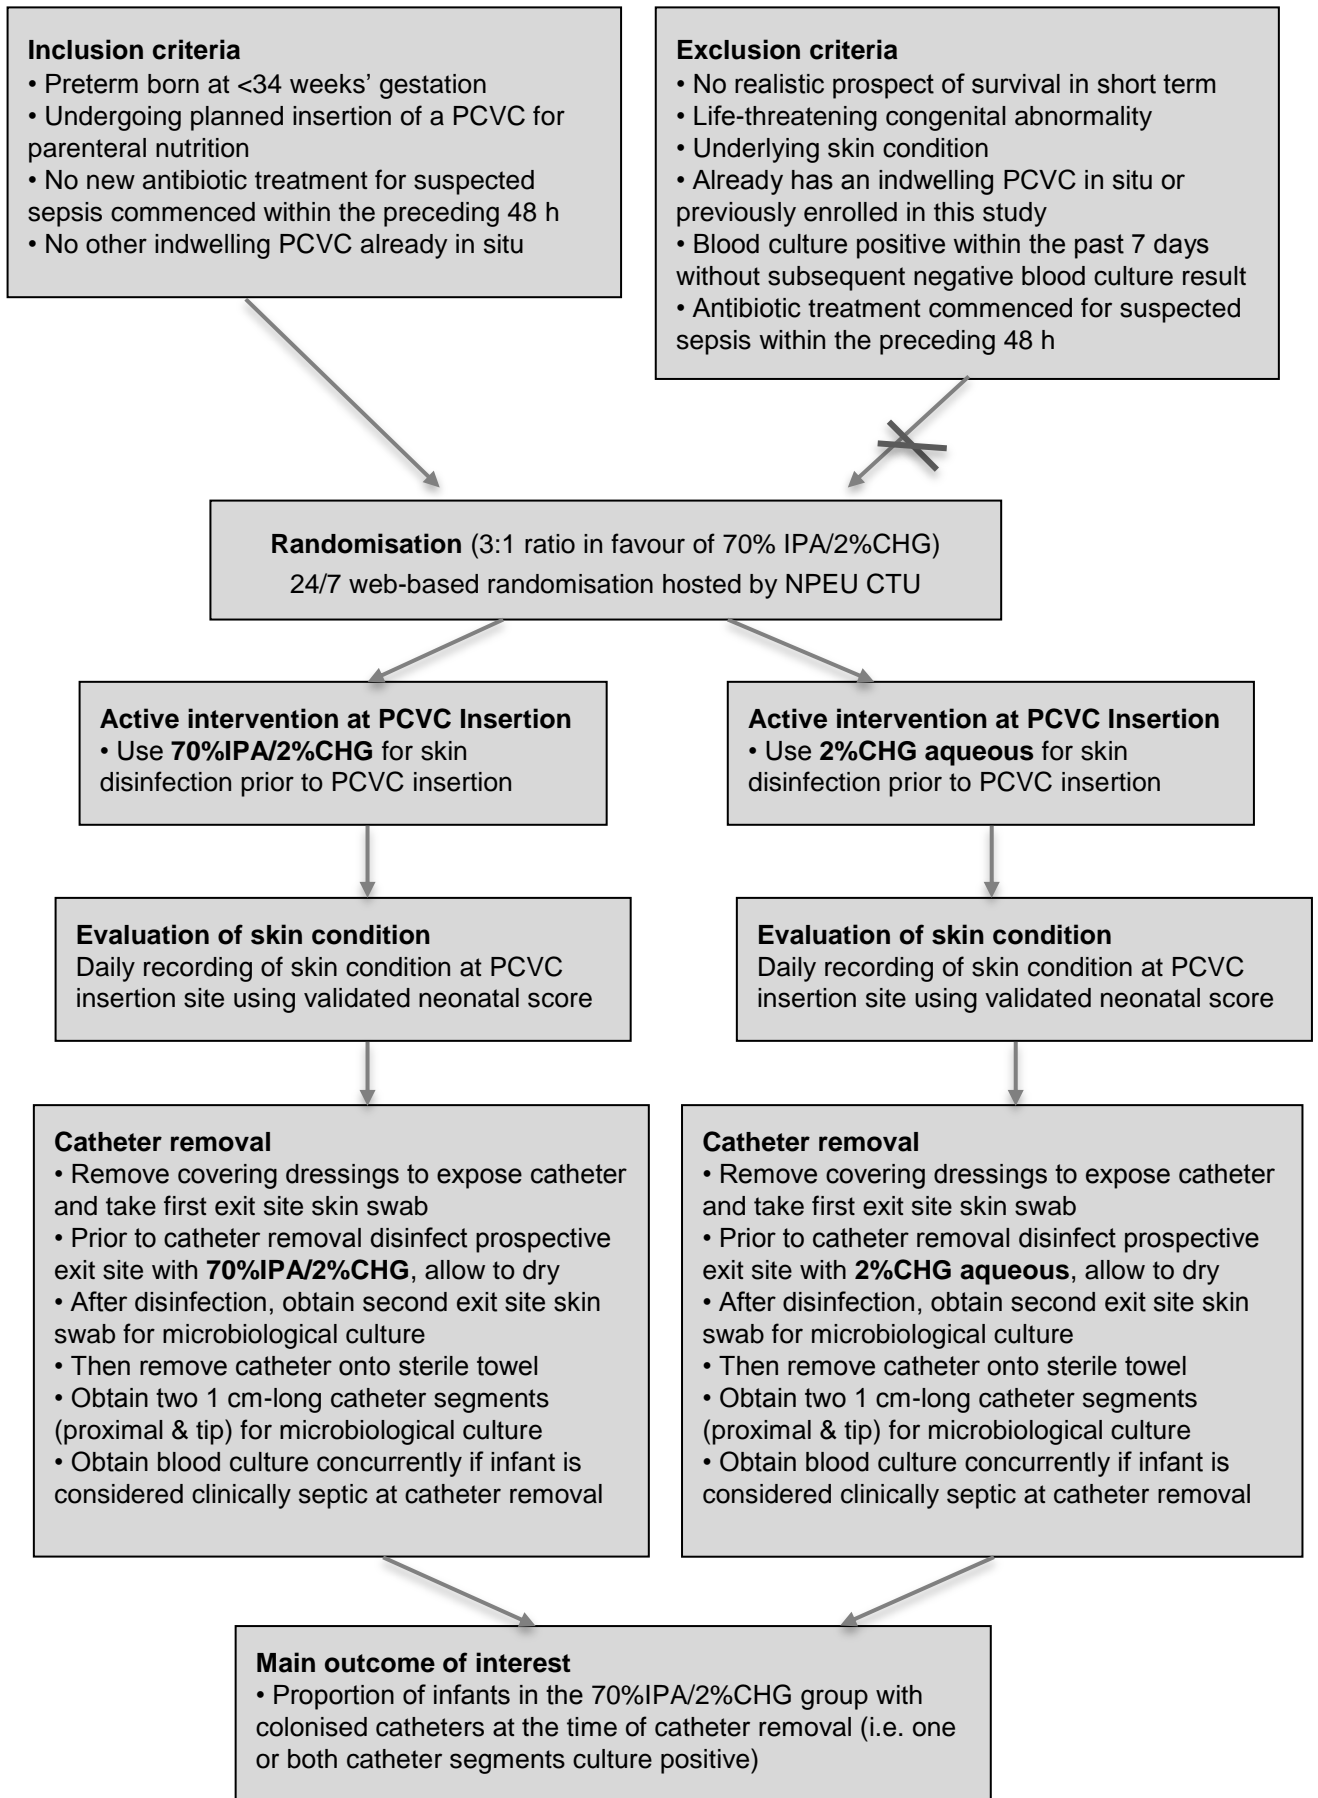 Inclusion criteria
• Preterm born at <34 weeks’ gestation
• Undergoing planned insertion of a PCVC for
parenteral nutrition
• No new antibiotic treatment for suspected
sepsis commenced within the preceding 48 h
• No other indwelling PCVC already in situ
Exclusion criteria
• No realistic prospect of survival in short term
• Life-threatening congenital abnormality
• Underlying skin condition
• Already has an indwelling PCVC in situ or
previously enrolled in this study
• Blood culture positive within the past 7 days
without subsequent negative blood culture result
• Antibiotic treatment commenced for suspected
sepsis within the preceding 48 h
Randomisation (3:1 ratio in favour of 70% IPA/2%CHG)
24/7 web-based randomisation hosted by NPEU CTU
Active intervention at PCVC Insertion
• Use 70%IPA/2%CHG for skin
disinfection prior to PCVC insertion
Active intervention at PCVC Insertion
• Use 2%CHG aqueous for skin
disinfection prior to PCVC insertion
Evaluation of skin condition
Daily recording of skin condition at PCVC
insertion site using validated neonatal score
Evaluation of skin condition
Daily recording of skin condition at PCVC
insertion site using validated neonatal score
Catheter removal
• Remove covering dressings to expose catheter
and take first exit site skin swab
• Prior to catheter removal disinfect prospective
exit site with 70%IPA/2%CHG, allow to dry
• After disinfection, obtain second exit site skin
swab for microbiological culture
• Then remove catheter onto sterile towel
• Obtain two 1 cm-long catheter segments
(proximal & tip) for microbiological culture
• Obtain blood culture concurrently if infant is
considered clinically septic at catheter removal
Catheter removal
• Remove covering dressings to expose catheter
and take first exit site skin swab
• Prior to catheter removal disinfect prospective
exit site with 2%CHG aqueous, allow to dry
• After disinfection, obtain second exit site skin
swab for microbiological culture
• Then remove catheter onto sterile towel
• Obtain two 1 cm-long catheter segments
(proximal & tip) for microbiological culture
• Obtain blood culture concurrently if infant is
considered clinically septic at catheter removal
Main outcome of interest
• Proportion of infants in the 70%IPA/2%CHG group with
colonised catheters at the time of catheter removal (i.e. one
or both catheter segments culture positive)